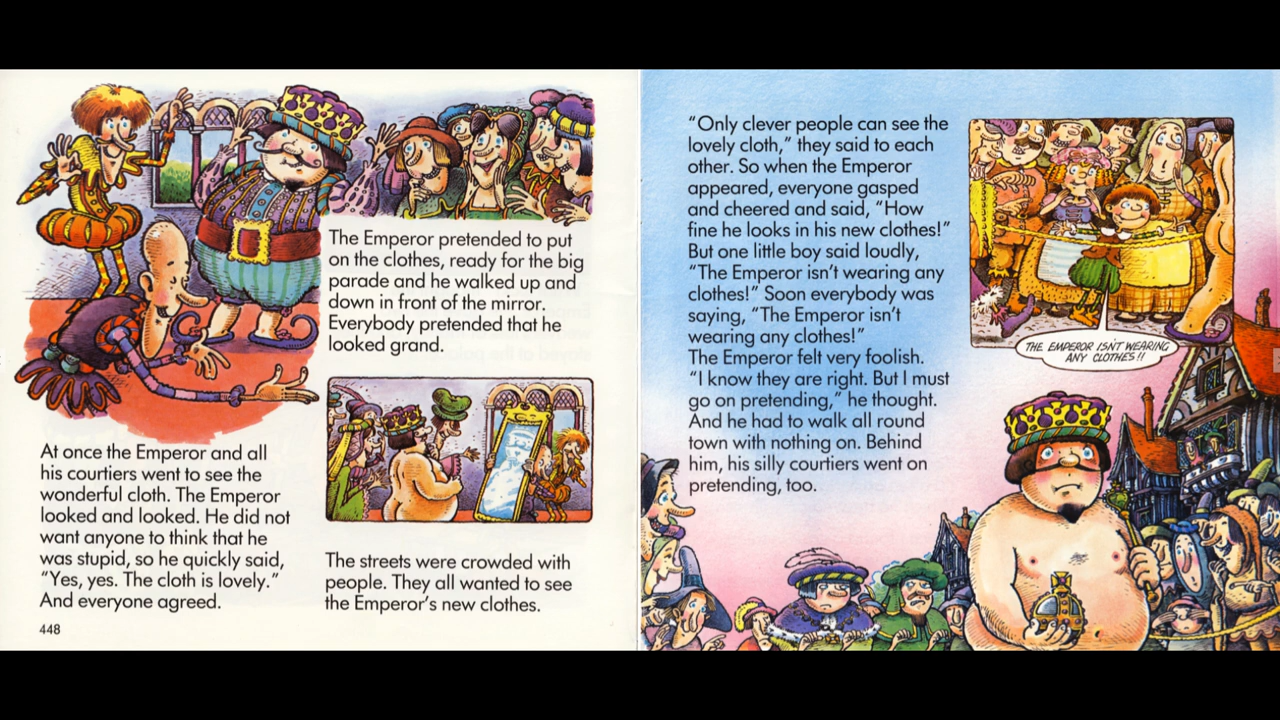 At once the Emperor and all
his courtiers went to see the
wonderful cloth. The Emperor
looked and looked. He did not
want anyone to think that he
was stupid, so he quickly said,
“Yes, yes. The cloth is lovely.”
And everyone agreed.
448
The Emperor pretended to put
on the clothes, ready for the big
parade and he walked up and
down in front of the mirror.
Everybody pretended that he
looked grand.
The streets were crowded with
people. They all wanted to see
the Emperor’s new clothes.
“Only clever people can see the
lovely cloth,” they said to each
other. So when the Emperor
appeared, everyone gasped
and cheered and said, “How
fine he looks in his new clothes!”
But one little boy said loudly,
“The Emperor isn’t wearing any
clothes!” Soon everybody was
saying, “The Emperor isn’t
wearing any clothes!”
The Emperor felt very foolish.
“I know they are right. But I must
go on pretending,” he thought.
And he had to walk all round
town with nothing on. Behind
him, his silly courtiers went on
pretending, too.
THE EMPEROR ISN'T WEARING
ANY CLOTHES!!